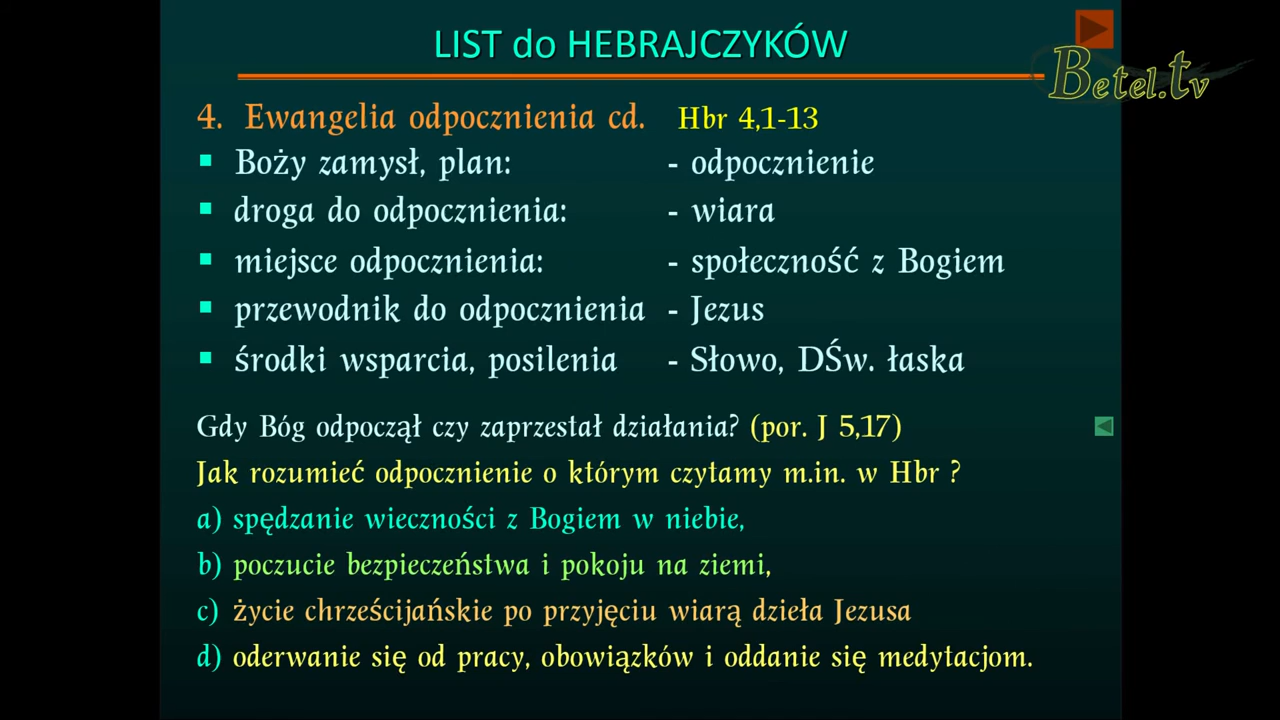 LIST do HEBRAJCZYKÓW
Betel.tv
4. Ewangelia odpocznienia cd. Hbr 4,1-13
▪ Boży zamysł, plan: - odpocznienie
▪ droga do odpocznienia: - wiara
▪ miejsce odpocznienia: - społeczność z Bogiem
▪ przewodnik do odpocznienia - Jezus
▪ środki wsparcia, posilenia - Słowo, DŚw. łaska
Gdy Bóg odpoczął czy zaprzestał działania? (por. J 5,17)
Jak rozumieć odpocznienie o którym czytamy m.in. w Hbr ?
a) spędzanie wieczności z Bogiem w niebie,
b) poczucie bezpieczeństwa i pokoju na ziemi,
c) życie chrześcijańskie po przyjęciu wiarą dzieła Jezusa
d) oderwanie się od pracy, obowiązków i oddanie się medytacjom.